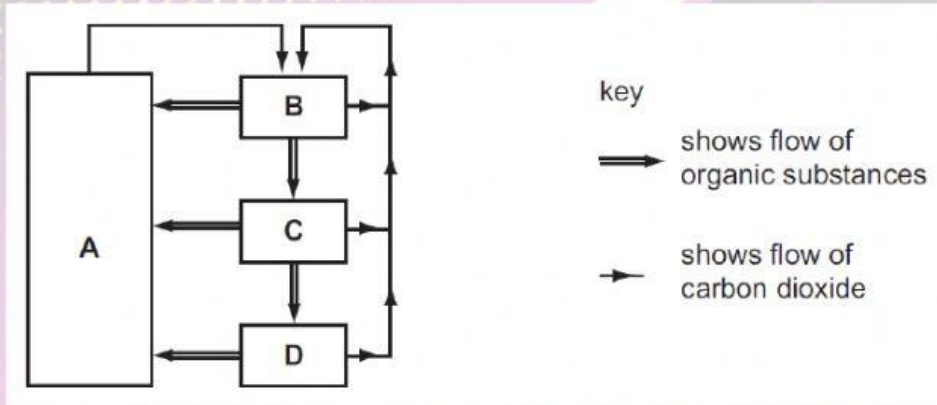 A
B
C
D
key
shows flow of
organic substances
shows flow of
carbon dioxide